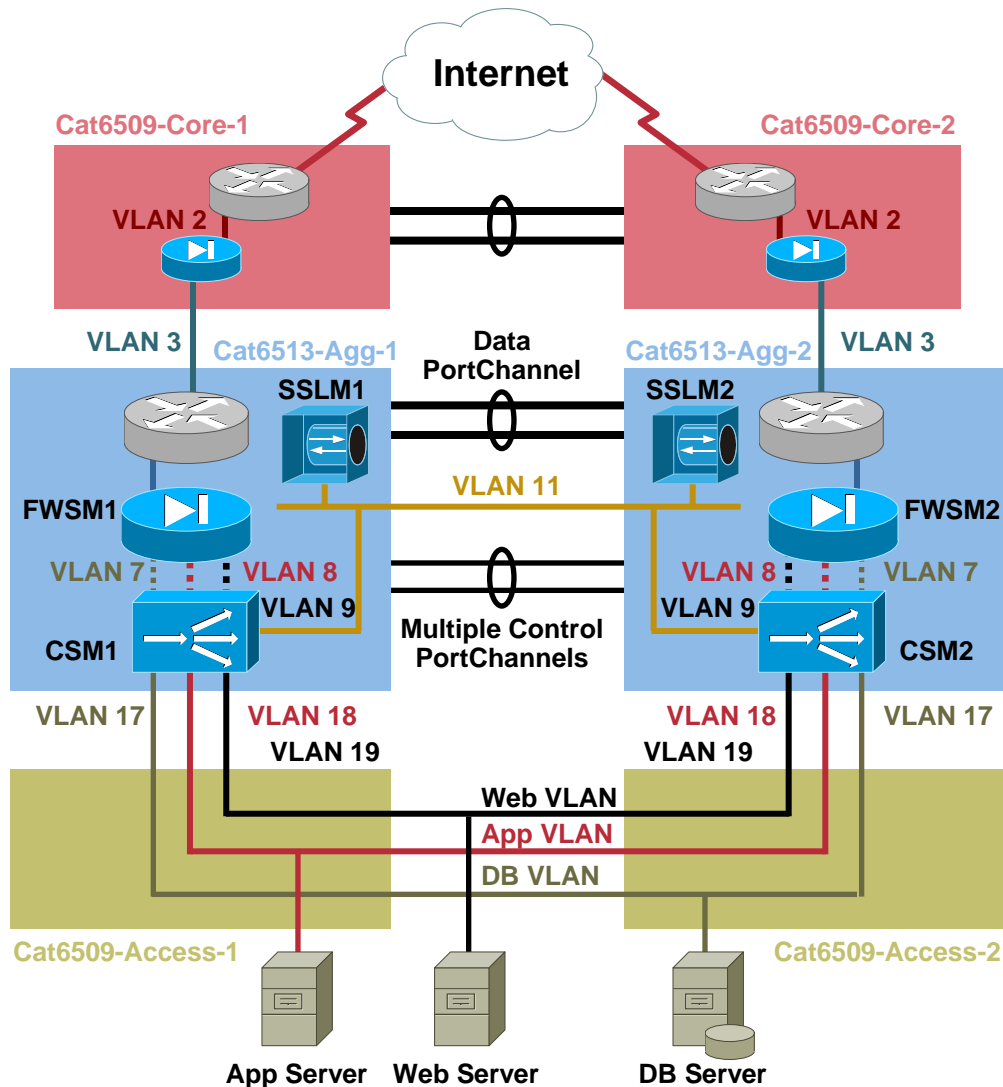 Internet
Cat6509-Core-1
Cat6509-Core-2
VLAN 2
VLAN 2
VLAN 3
VLAN 3
Cat6513-Agg-1
Data
PortChannel
Cat6513-Agg-2
SSLM1
SSLM2
VLAN 11
FWSM1
FWSM2
VLAN 7
VLAN 8
VLAN 8
VLAN 7
VLAN 9
VLAN 9
Multiple Control
PortChannels
CSM1
CSM2
VLAN 17
VLAN 18
VLAN 18
VLAN 17
VLAN 19
VLAN 19
Web VLAN
App VLAN
DB VLAN
Cat6509-Access-1
Cat6509-Access-2
App Server
Web Server
DB Server